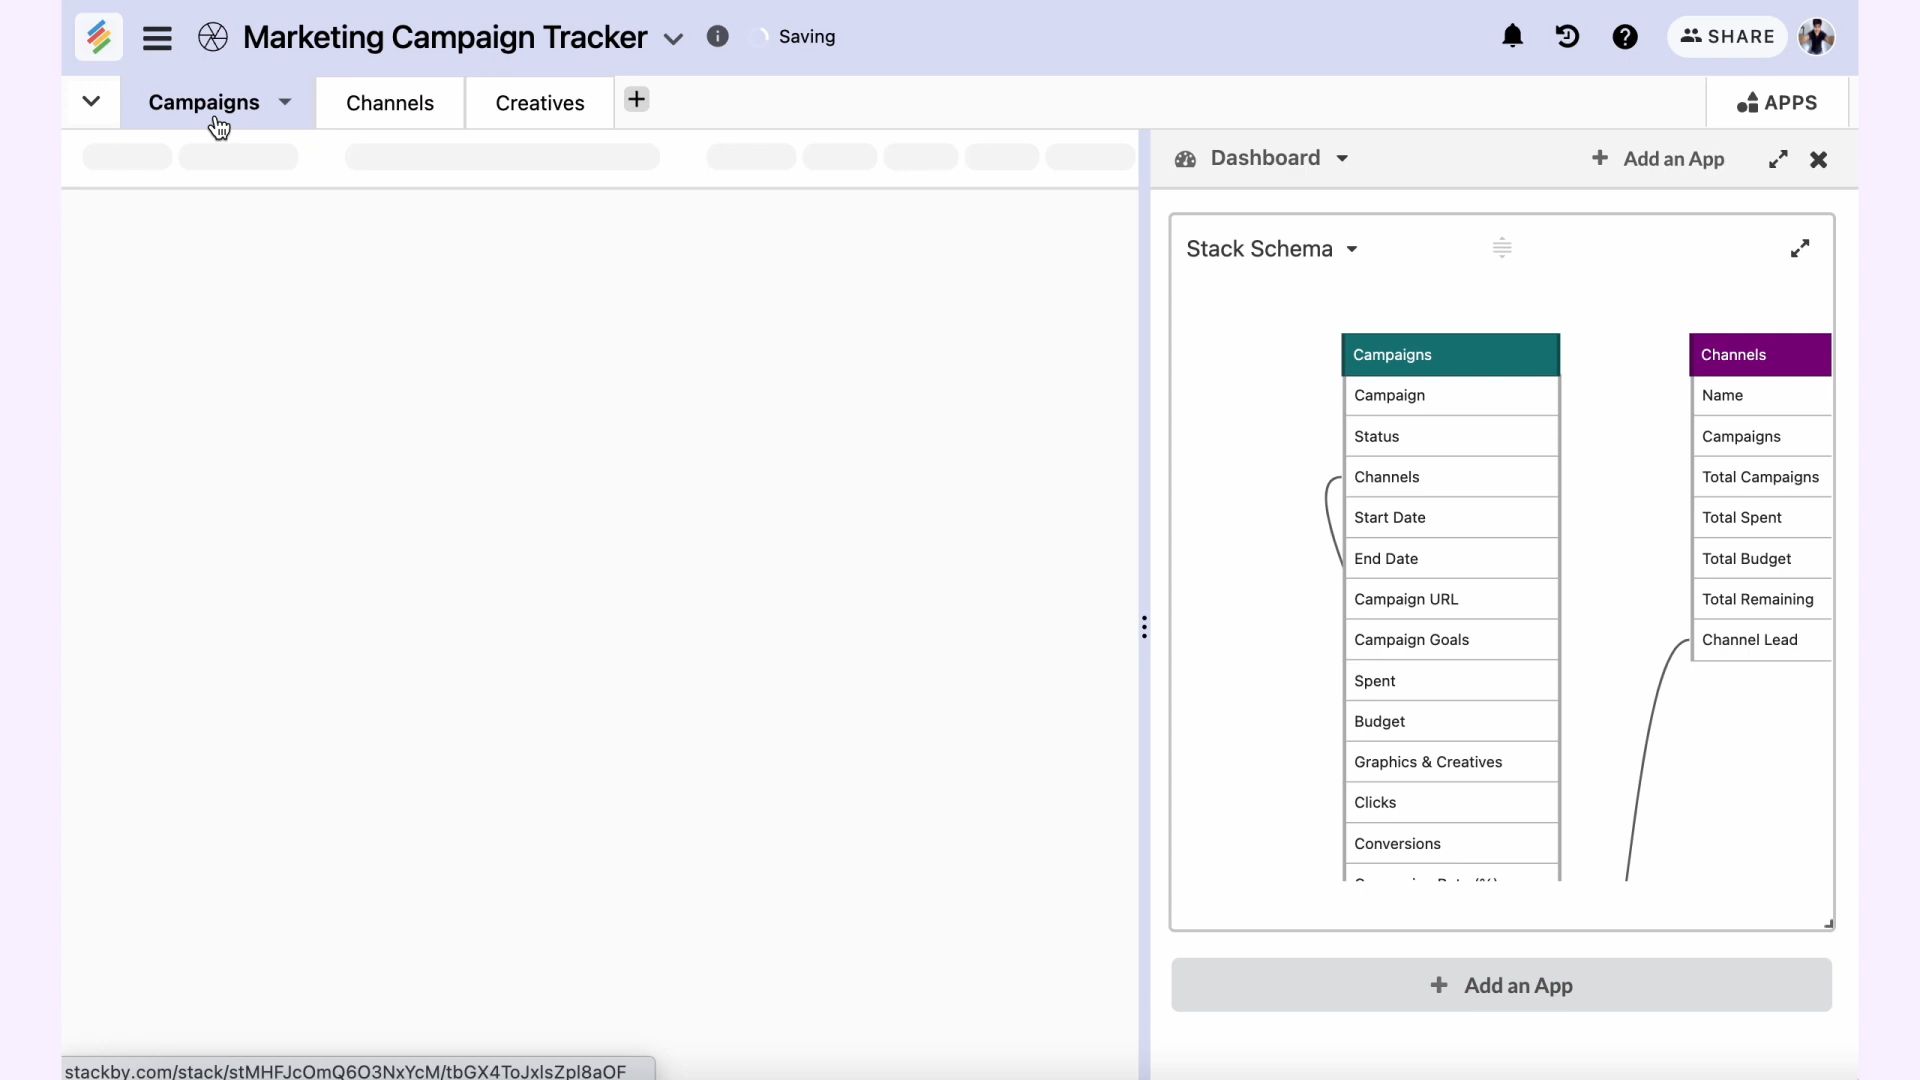 Marketing Campaign Tracker
Saving
SHARE
Campaigns
Channels
Creatives
APPS
Dashboard
Add an App
Stack Schema
Campaigns
Campaign
Status
Channels
Start Date
End Date
Campaign URL
Campaign Goals
Spent
Budget
Graphics & Creatives
Clicks
Conversions
Channels
Name
Campaigns
Total Campaigns
Total Spent
Total Budget
Total Remaining
Channel Lead
Add an App
stackby.com/stack/stMHFJcOmQ6O3NxYcM/tbGX4ToJxlsZpl8aOF